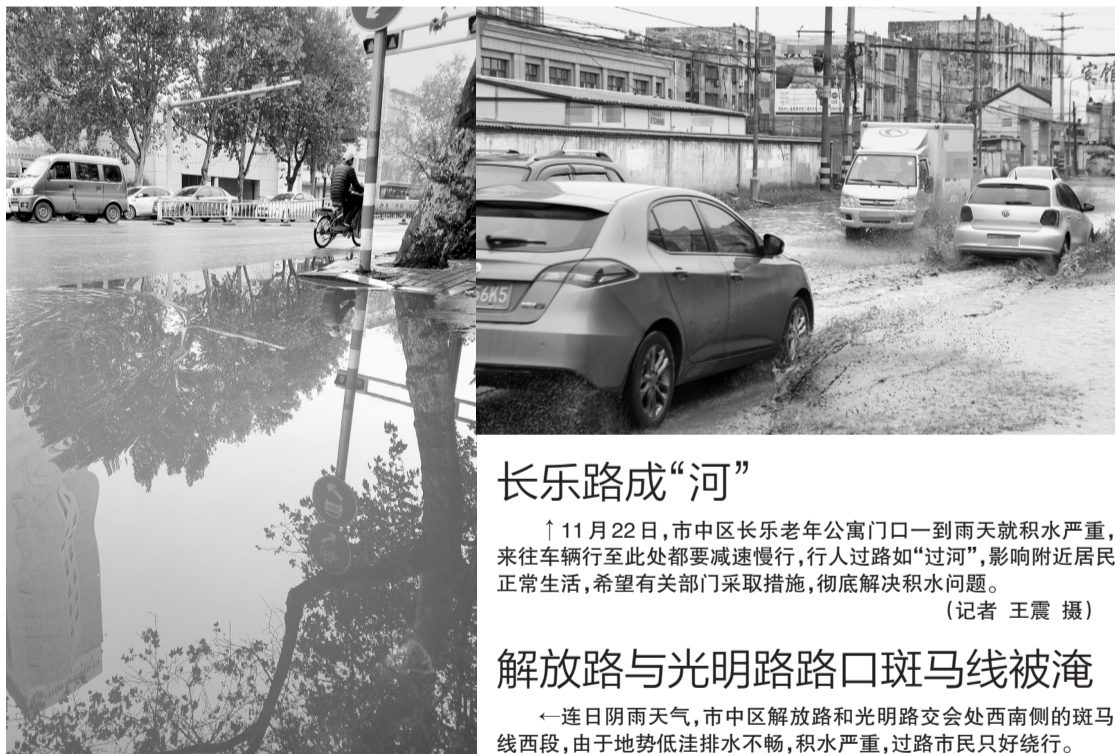 宾馆
56K5
长乐路成“河”
↑11月22日,市中区长乐老年公寓门口一到雨天就积水严重,
来往车辆行至此处都要减速慢行,行人过路如“过河”,影响附近居民
正常生活,希望有关部门采取措施,彻底解决积水问题。
(记者 王震 摄)
解放路与光明路路口斑马线被淹
←连日阴雨天气,市中区解放路和光明路交会处西南侧的斑马
线西段,由于地势低洼排水不畅,积水严重,过路市民只好绕行。